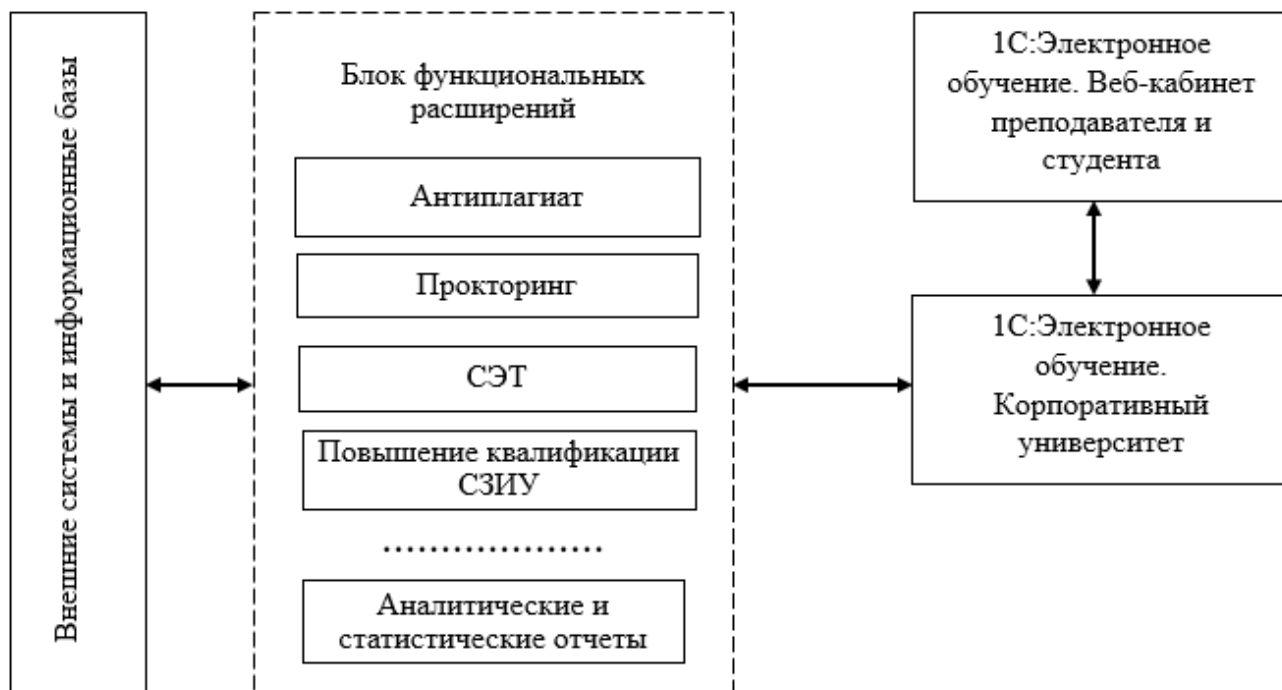 Внешние системы и информационные базы
Блок функциональных
расширений
Антиплагиат
Прокторинг
СЭТ
Повышение квалификации
СЗИУ
...................
Аналитические и
статистические отчеты
1С:Электронное
обучение. Веб-кабинет
преподавателя и
студента
1С:Электронное
обучение.
Корпоративный
университет